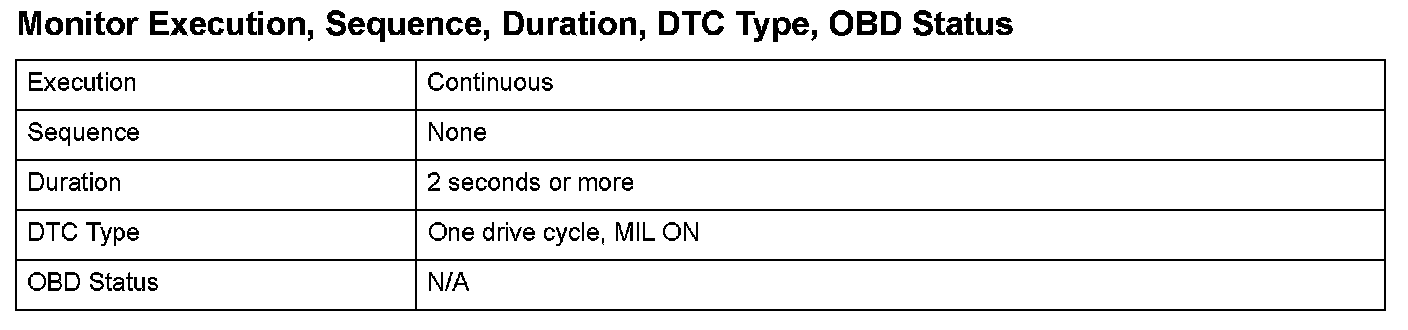 Monitor Execution, Sequence, Duration, DTC Type, OBD Status
Execution Continuous
Sequence None
Duration 2 seconds or more
DTC Type One drive cycle, MIL ON
OBD Status N/A